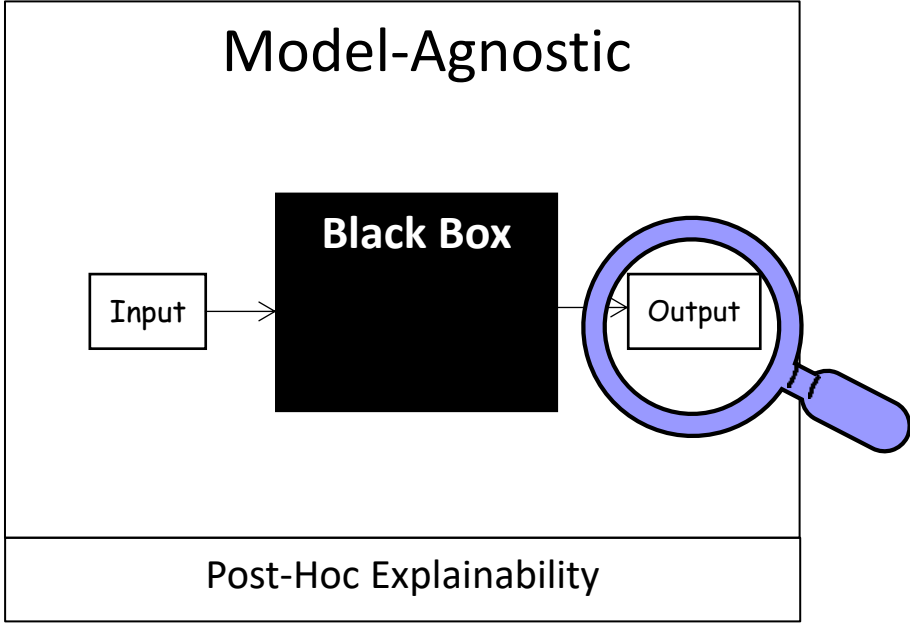 Model-Agnostic
Black Box
Input
Output
Post-Hoc Explainability